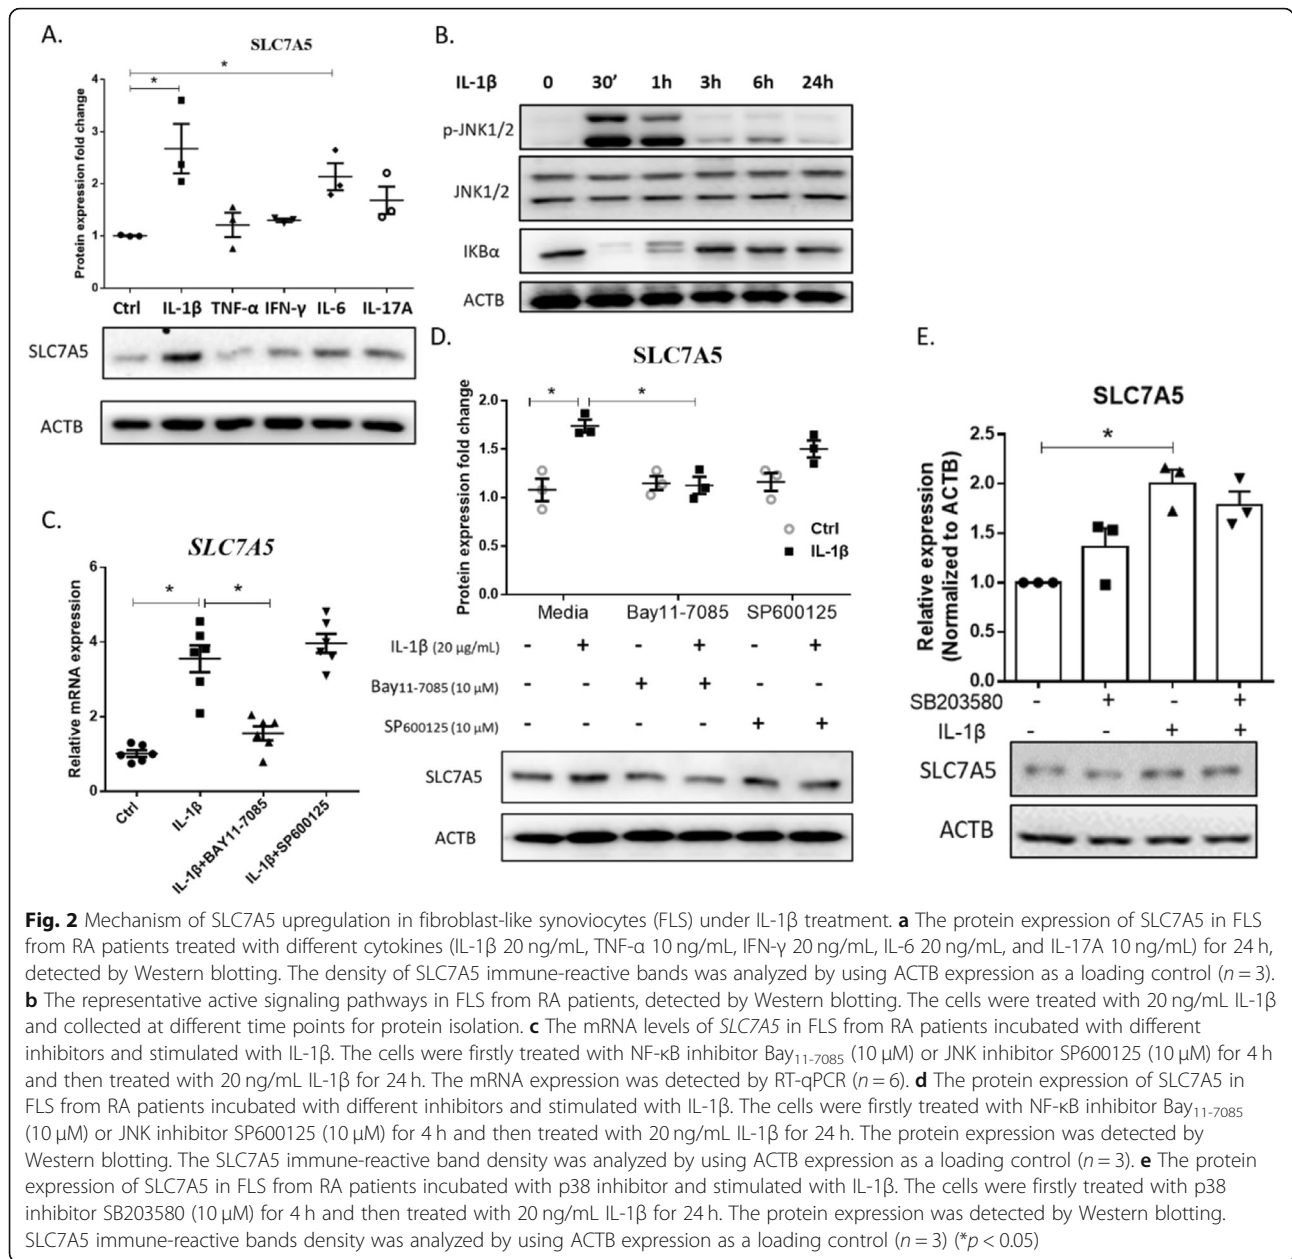 A.
SLC7A5
*
*
Protein expression fold change
4
3
2
1
0
Ctrl IL-1β TNF-α IFN-γ IL-6 IL-17A
SLC7A5
ACTB
B.
IL-1β 0 30' 1h 3h 6h 24h
p-JNK1/2
JNK1/2
IKBα
ACTB
C.
SLC7A5
* *
Relative mRNA expression
6
4
2
0
Ctrl
IL-1β
IL-1β+BAY11-7085
IL-1β+SP600125
D.
SLC7A5
* *
Protein expression fold change
2.0
1.5
1.0
0.5
0.0
Ctrl
IL-1β
Media Bay11-7085 SP600125
IL-1β (20 µg/mL) - + - + - +
Bay11-7085 (10 µM) - - + + - -
SP600125 (10 µM) - - - - + +
SLC7A5
ACTB
E.
SLC7A5
*
Relative expression
(Normalized to ACTB)
2.5
2.0
1.5
1.0
0.5
0.0
SB203580 - + - +
IL-1β - - + +
SLC7A5
ACTB
Fig. 2 Mechanism of SLC7A5 upregulation in fibroblast-like synoviocytes (FLS) under IL-1β treatment. a The protein expression of SLC7A5 in FLS
from RA patients treated with different cytokines (IL-1β 20 ng/mL, TNF-α 10 ng/mL, IFN-γ 20 ng/mL, IL-6 20 ng/mL, and IL-17A 10 ng/mL) for 24 h,
detected by Western blotting. The density of SLC7A5 immune-reactive bands was analyzed by using ACTB expression as a loading control (n = 3).
b The representative active signaling pathways in FLS from RA patients, detected by Western blotting. The cells were treated with 20 ng/mL IL-1β
and collected at different time points for protein isolation. c The mRNA levels of SLC7A5 in FLS from RA patients incubated with different
inhibitors and stimulated with IL-1β. The cells were firstly treated with NF-κB inhibitor Bay11-7085 (10 µM) or JNK inhibitor SP600125 (10 µM) for 4 h
and then treated with 20 ng/mL IL-1β for 24 h. The mRNA expression was detected by RT-qPCR (n = 6). d The protein expression of SLC7A5 in
FLS from RA patients incubated with different inhibitors and stimulated with IL-1β. The cells were firstly treated with NF-κB inhibitor Bay11-7085
(10 µM) or JNK inhibitor SP600125 (10 µM) for 4 h and then treated with 20 ng/mL IL-1β for 24 h. The protein expression was detected by
Western blotting. The SLC7A5 immune-reactive band density was analyzed by using ACTB expression as a loading control (n = 3). e The protein
expression of SLC7A5 in FLS from RA patients incubated with p38 inhibitor and stimulated with IL-1β. The cells were firstly treated with p38
inhibitor SB203580 (10 µM) for 4 h and then treated with 20 ng/mL IL-1β for 24 h. The protein expression was detected by Western blotting.
SLC7A5 immune-reactive bands density was analyzed by using ACTB expression as a loading control (n = 3) (*p < 0.05)